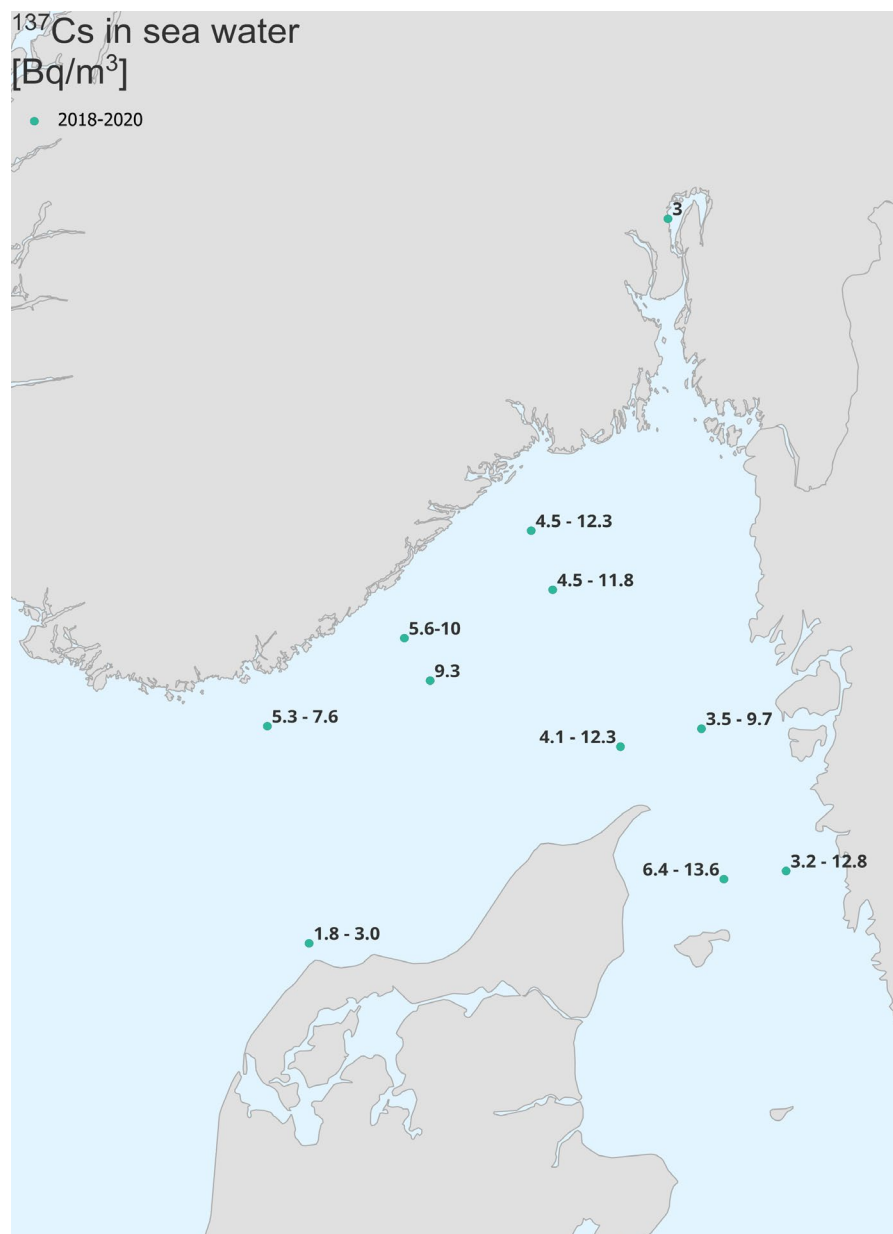 ¹³⁷Cs in sea water
[Bq/m³]
2018-2020
3
4.5 - 12.3
4.5 - 11.8
5.6-10
9.3
5.3 - 7.6
3.5 - 9.7
4.1 - 12.3
3.2 - 12.8
6.4 - 13.6
1.8 - 3.0